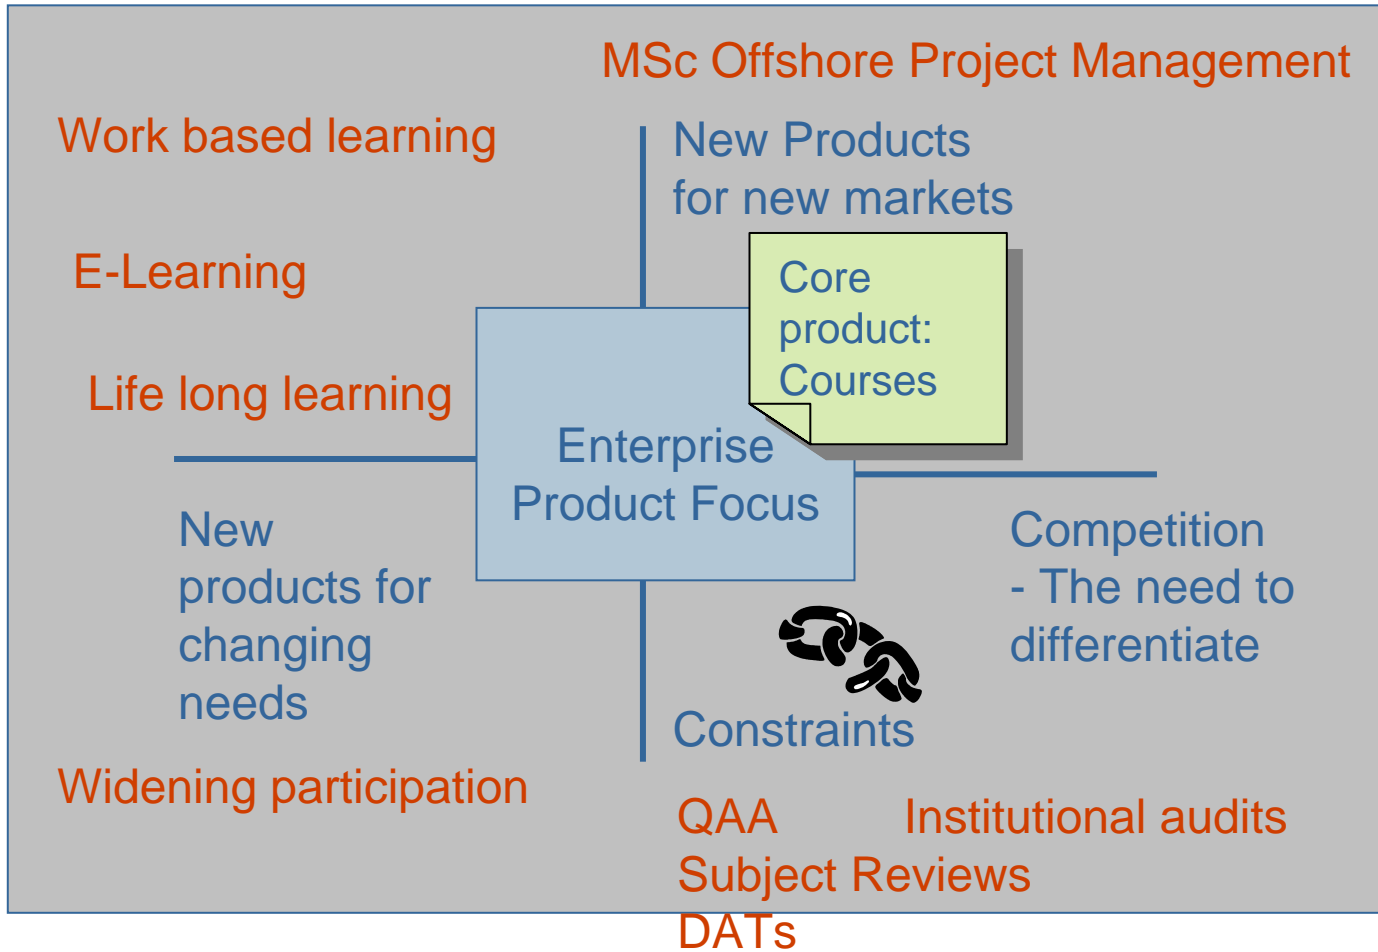 MSc Offshore Project Management
Work based learning
New Products
for new markets
E-Learning
Core
product:
Courses
Life long learning
Enterprise
Product Focus
New
products for
changing
needs
Competition
- The need to
differentiate
Constraints
Widening participation
QAA Institutional audits
Subject Reviews
DATs